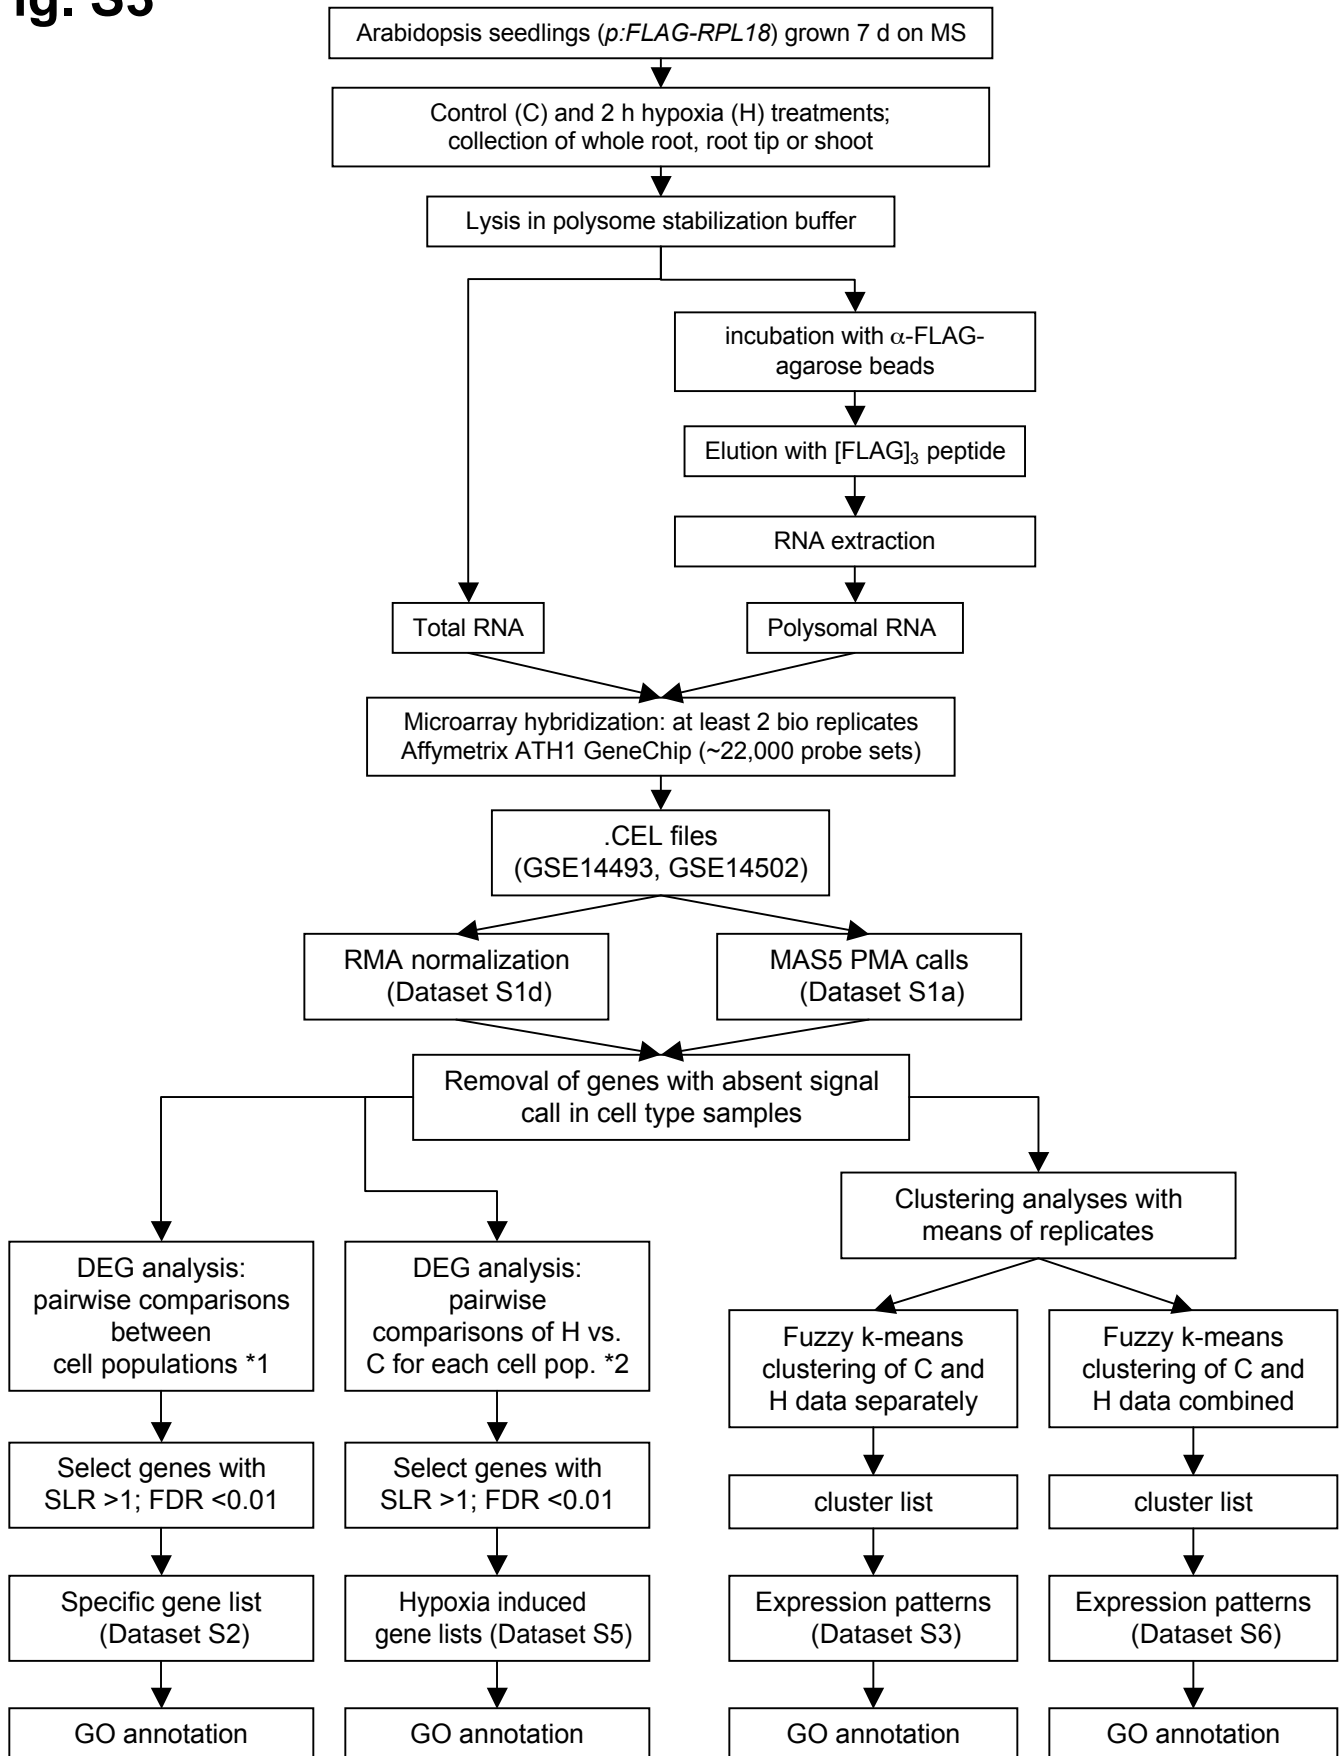 ig. S3
Arabidopsis seedlings (p:FLAG-RPL18) grown 7 d on MS
Control (C) and 2 h hypoxia (H) treatments;
collection of whole root, root tip or shoot
Lysis in polysome stabilization buffer
incubation with α-FLAG-
agarose beads
Elution with [FLAG]₃ peptide
RNA extraction
Total RNA
Polysomal RNA
Microarray hybridization: at least 2 bio replicates
Affymetrix ATH1 GeneChip (~22,000 probe sets)
.CEL files
(GSE14493, GSE14502)
RMA normalization
(Dataset S1d)
MAS5 PMA calls
(Dataset S1a)
Removal of genes with absent signal
call in cell type samples
Clustering analyses with
means of replicates
DEG analysis:
pairwise comparisons
between
cell populations *1
DEG analysis:
pairwise
comparisons of H vs.
C for each cell pop. *2
Fuzzy k-means
clustering of C and
H data separately
Fuzzy k-means
clustering of C and
H data combined
Select genes with
SLR >1; FDR <0.01
Select genes with
SLR >1; FDR <0.01
cluster list
cluster list
Specific gene list
(Dataset S2)
Hypoxia induced
gene lists (Dataset S5)
Expression patterns
(Dataset S3)
Expression patterns
(Dataset S6)
GO annotation
GO annotation
GO annotation
GO annotation